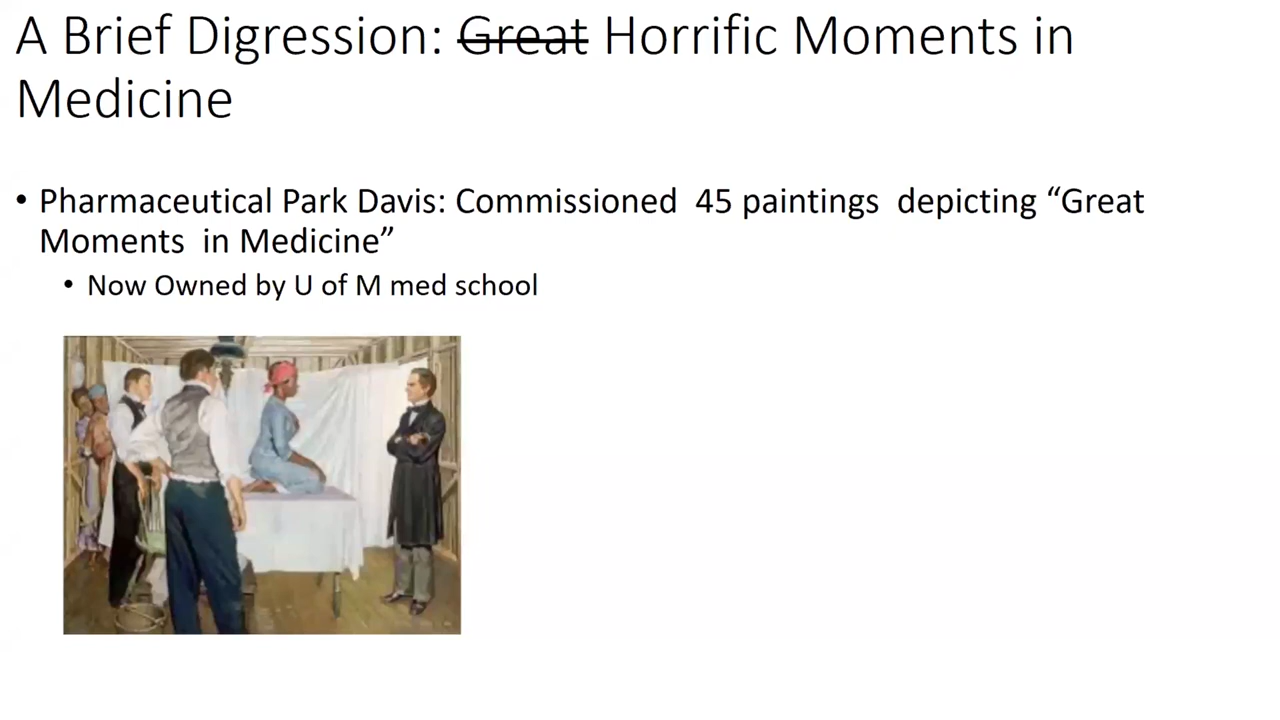 A Brief Digression: Great Horrific Moments in
Medicine
• Pharmaceutical Park Davis: Commissioned 45 paintings depicting “Great
Moments in Medicine”
• Now Owned by U of M med school